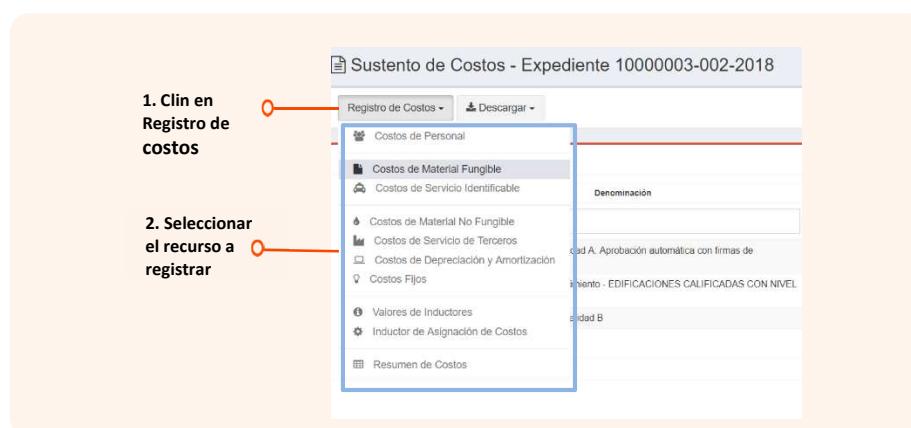 Sustento de Costos - Expediente 10000003-002-2018
1. Clin en
Registro de
costos
Registro de Costos
Descargar
Costos de Personal
Costos de Material Fungible
Costos de Servicio Identificable
Denominación
2. Seleccionar
el recurso a
registrar
Costos de Material No Fungible
Costos de Servicio de Terceros
Costos de Depreciación y Amortización
Costos Fijos
Valores de Inductores
Inductor de Asignación de Costos
Resumen de Costos
A: Aprobación automática con firmas de
- EDIFICACIONES CALIFICADAS CON NIVEL
B